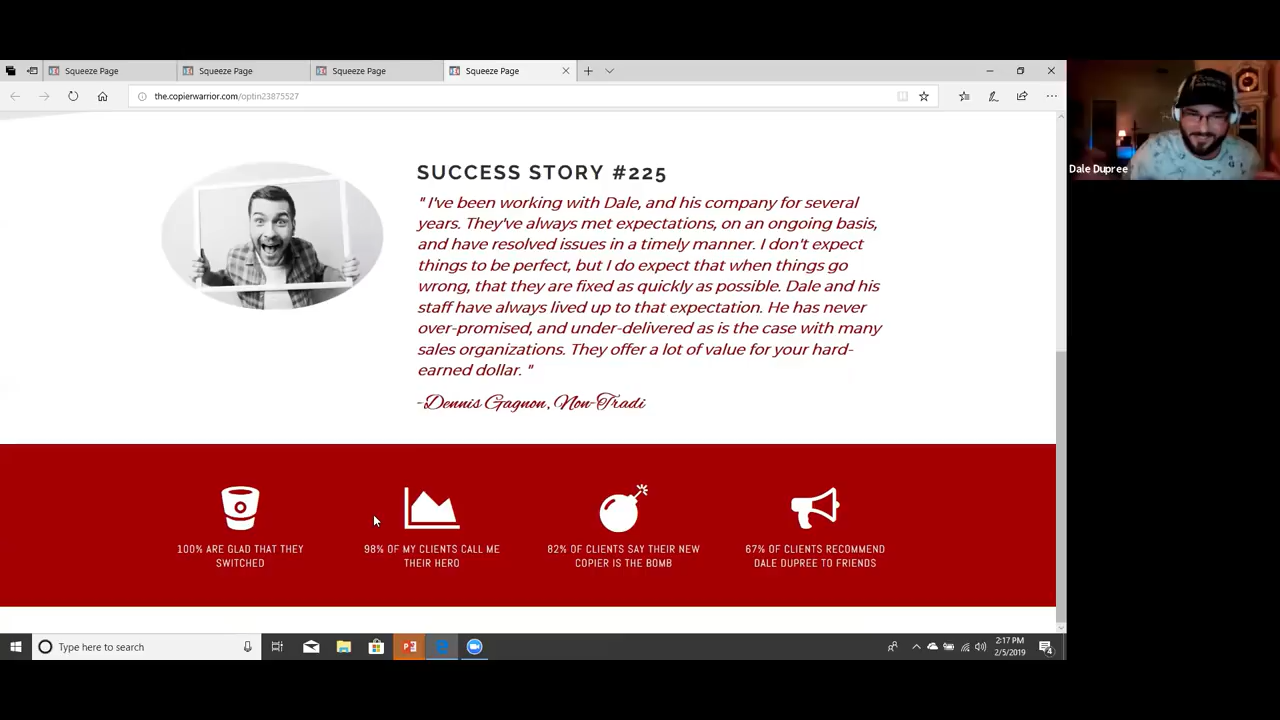 Squeeze Page
Squeeze Page
Squeeze Page
Squeeze Page
the.copierwarrior.com/optin23875527
Dale Dupree
SUCCESS STORY #225
" I've been working with Dale, and his company for several
years. They've always met expectations, on an ongoing basis,
and have resolved issues in a timely manner. I don't expect
things to be perfect, but I do expect that when things go
wrong, that they are fixed as quickly as possible. Dale and his
staff have always lived up to that expectation. He has never
over-promised, and under-delivered as is the case with many
sales organizations. They offer a lot of value for your hard-
earned dollar. "
-Dennis Gagnon, Non-Tradi
100% ARE GLAD THAT THEY
SWITCHED
98% OF MY CLIENTS CALL ME
THEIR HERO
82% OF CLIENTS SAY THEIR NEW
COPIER IS THE BOMB
67% OF CLIENTS RECOMMEND
DALE DUPREE TO FRIENDS
Type here to search
2:17 PM
2/5/2019
4